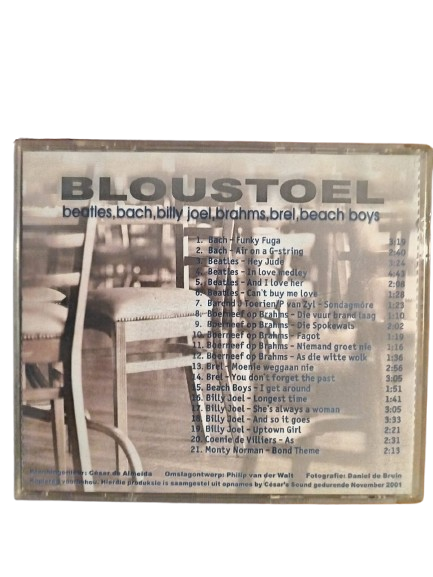 BLOUSTOEL
beatles,bach,billy joel,brahms,brel,beach boys
1. Bach - Funky Fuga 3:19
2. Bach - Air on a G-string 2:40
3. Beatles - Hey Jude 3:24
4. Beatles - In love medley 4:43
5. Beatles - And I love her 2:08
6. Beatles - Can't buy me love 1:28
7. Barend J Toerien/P van Zyl - Sondagmôre 1:23
8. Boerneef op Brahms - Die vuur brand laag 1:10
9. Boerneef op Brahms - Die Spokewals 2:02
10. Boerneef op Brahms - Fagot 3:19
11. Boerneef op Brahms - Niemand groet nie 1:16
12. Boerneef op Brahms - As die witte wolk 1:36
13. Brel - Moenie weggaan nie 2:56
14. Brel - You don't forget the past 3:05
15. Beach Boys - I get around 1:51
16. Billy Joel - Longest time 1:41
17. Billy Joel - She's always a woman 3:05
18. Billy Joel - And so it goes 3:33
19. Billy Joel - Uptown Girl 2:21
20. Coenie de Villiers - As 2:31
21. Monty Norman - Bond Theme 2:13
César de Almeida Omslagontwerp: Philip van der Walt Fotografie: Daniel de Bruin
Hierdie produksie is saamgestel uit opnames by César's Sound gedurende November 2001